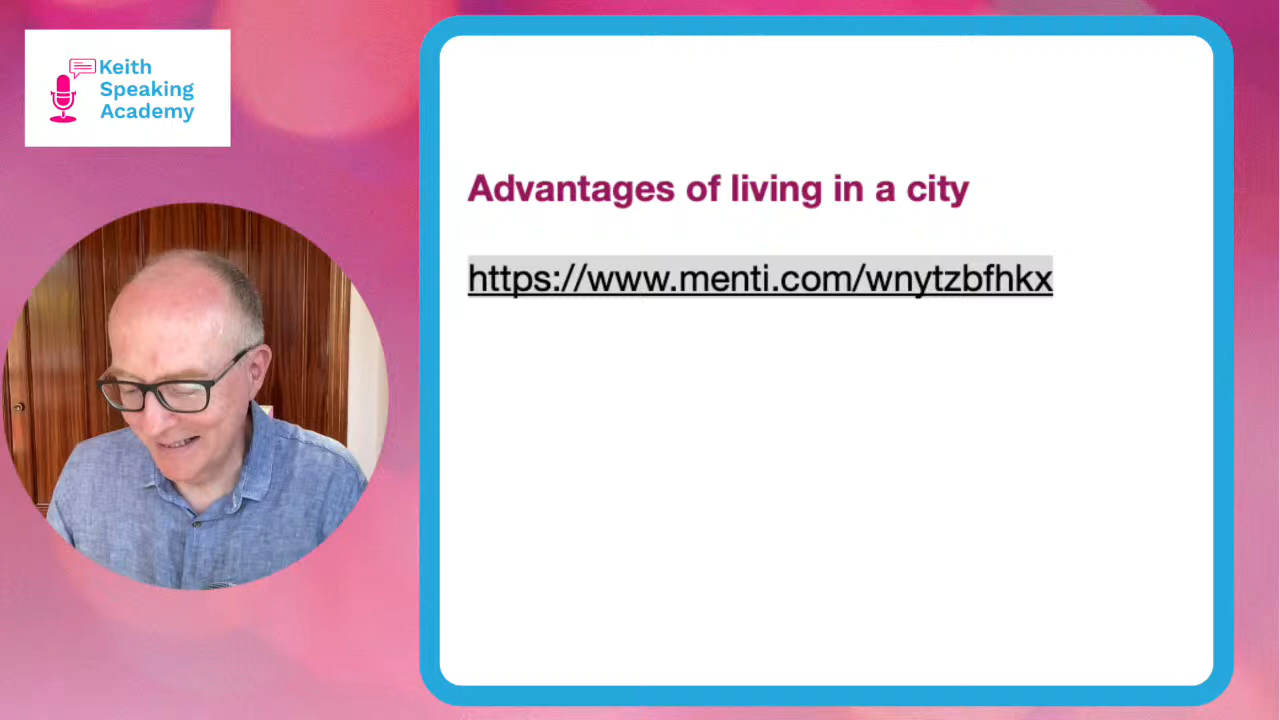 Keith
Speaking
Academy
Advantages of living in a city
https://www.menti.com/wnytzbfhkx